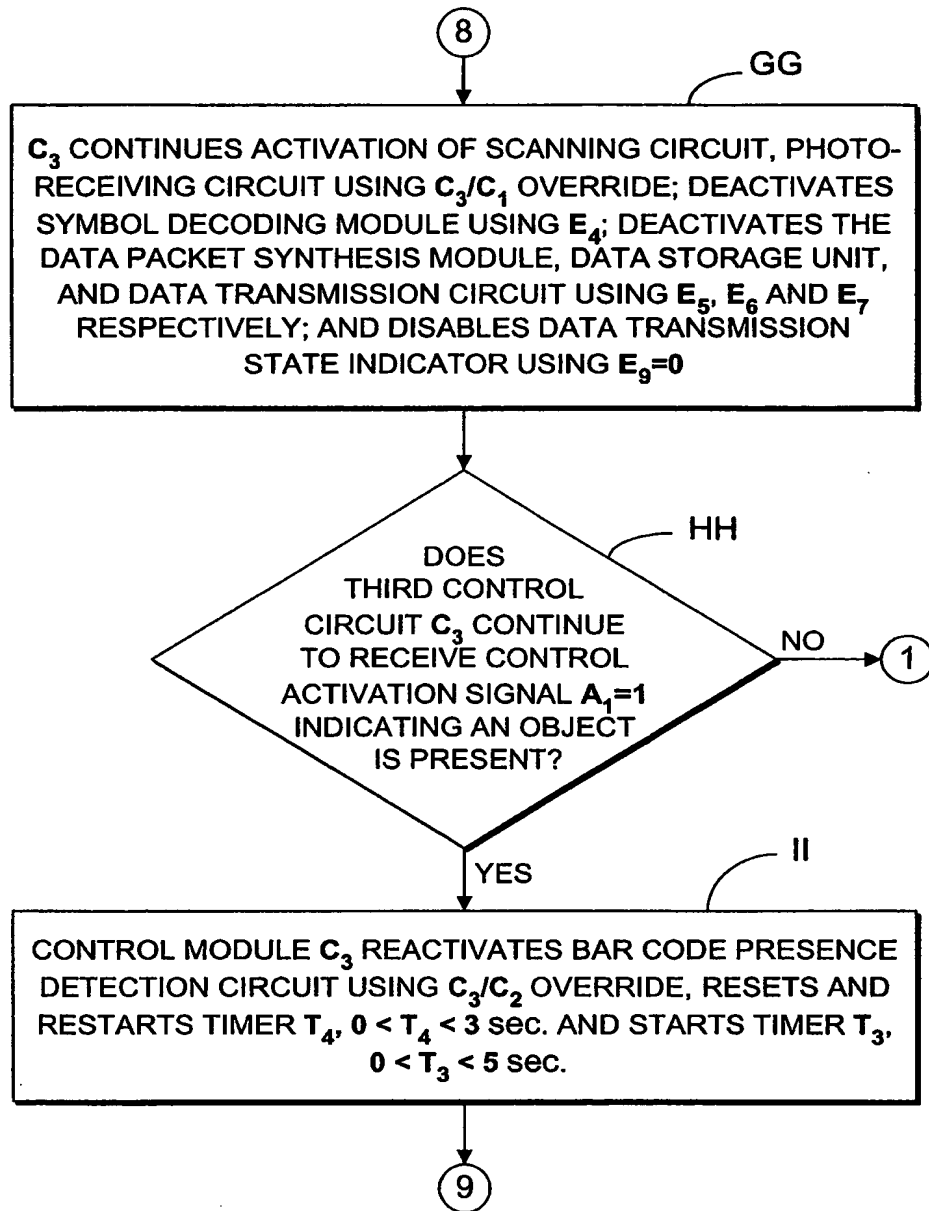 8
GG
C3 CONTINUES ACTIVATION OF SCANNING CIRCUIT, PHOTO-
RECEIVING CIRCUIT USING C3/C1 OVERRIDE; DEACTIVATES
SYMBOL DECODING MODULE USING E4; DEACTIVATES THE
DATA PACKET SYNTHESIS MODULE, DATA STORAGE UNIT,
AND DATA TRANSMISSION CIRCUIT USING E5, E6 AND E7
RESPECTIVELY; AND DISABLES DATA TRANSMISSION
STATE INDICATOR USING E9=0
HH
DOES
THIRD CONTROL
CIRCUIT C3 CONTINUE
TO RECEIVE CONTROL
ACTIVATION SIGNAL A1=1
INDICATING AN OBJECT
IS PRESENT?
NO
1
YES
II
CONTROL MODULE C3 REACTIVATES BAR CODE PRESENCE
DETECTION CIRCUIT USING C3/C2 OVERRIDE, RESETS AND
RESTARTS TIMER T4, 0 < T4 < 3 sec. AND STARTS TIMER T3,
0 < T3 < 5 sec.
9